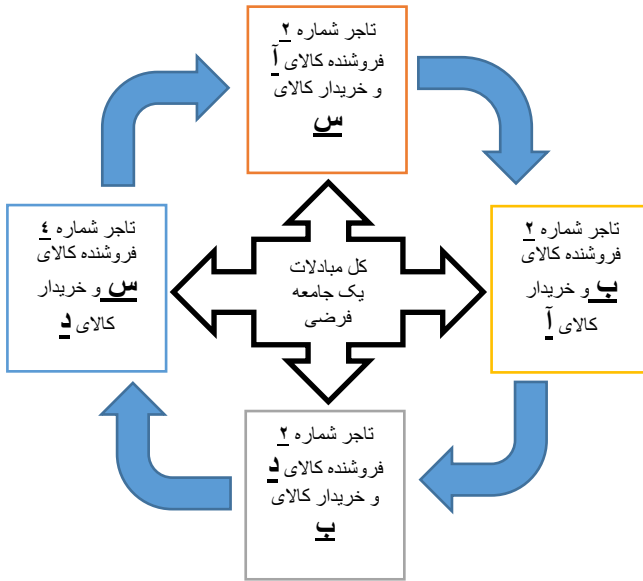 تاجر شماره ۲
فروشنده کالای آ
و خریدار کالای
س
تاجر شماره ۲
فروشنده کالای
ب و خریدار
کالای آ
کل مبادلات
یک جامعه
فرضی
تاجر شماره ٤
فروشنده کالای
س و خریدار
کالای د
تاجر شماره ۲
فروشنده کالای د
و خریدار کالای
ب